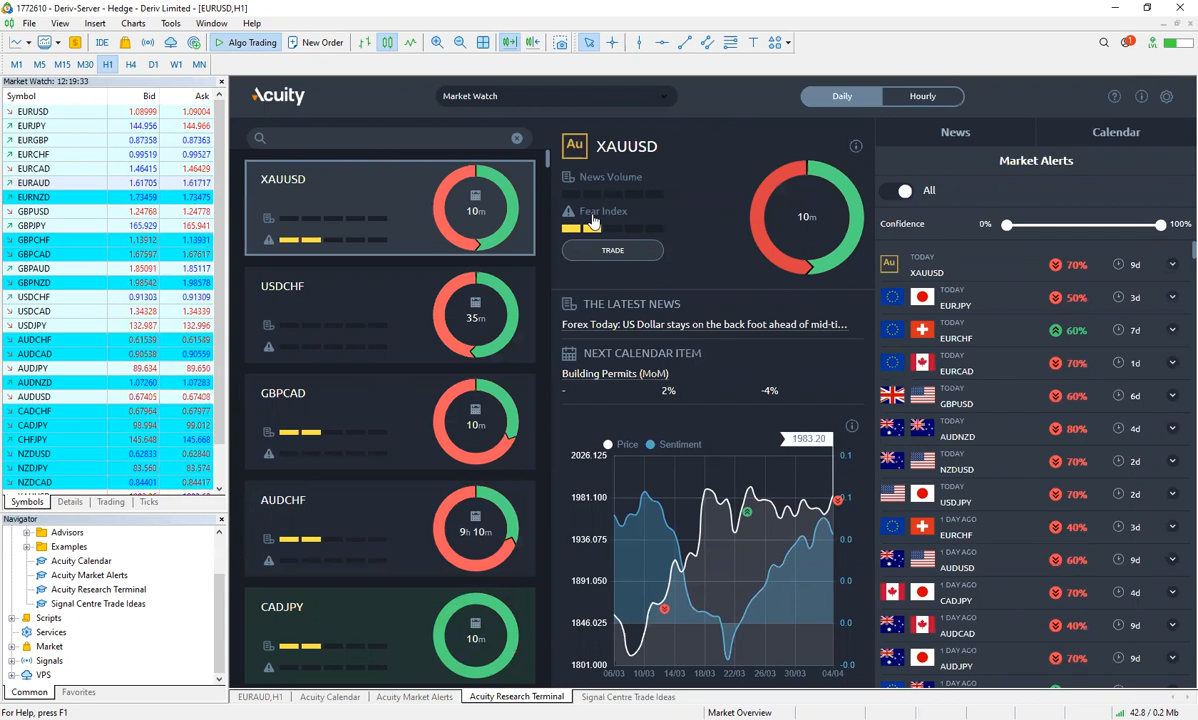 1772610 - Deriv-Server - Hedge - Deriv Limited - [EURUSD,H1]
File View Insert Charts Tools Window Help
IDE Algo Trading New Order
M1 M5 M15 M30 H1 H4 D1 W1 MN
Market Watch: 12:19:33
Symbol Bid Ask
EURUSD 1.08999 1.09004
EURJPY 144.956 144.966
EURGBP 0.87358 0.87363
EURCHF 0.99519 0.99527
EURCAD 1.46415 1.46429
EURAUD 1.61705 1.61717
EURNZD 1.73459 1.73475
GBPUSD 1.24768 1.24778
GBPJPY 165.929 165.941
GBPCHF 1.13912 1.13931
GBPCAD 1.67597 1.67617
GBPAUD 1.85091 1.85117
GBPNZD 1.98542 1.98578
USDCHF 0.91303 0.91309
USDCAD 1.34328 1.34339
USDJPY 132.987 132.996
AUDCHF 0.61539 0.61549
AUDCAD 0.90538 0.90559
AUDJPY 89.634 89.650
AUDNZD 1.07260 1.07283
AUDUSD 0.67405 0.67408
CADCHF 0.67964 0.67977
CADJPY 98.994 99.012
CHFJPY 145.648 145.668
NZDUSD 0.62833 0.62840
NZDJPY 83.560 83.574
NZDCAD 0.84401 0.84417
Symbols Details Trading Ticks
Navigator
Advisors
Examples
Acuity Calendar
Acuity Market Alerts
Acuity Research Terminal
Signal Centre Trade Ideas
Scripts
Services
Market
Signals
VPS
Common Favorites
For Help, press F1
Acuity
Market Watch
Daily Hourly
XAUUSD
10m
USDCHF
35m
GBPCAD
10m
AUDCHF
9h 10m
CADJPY
10m
Au XAUUSD
News Volume
Fear Index
TRADE
10m
THE LATEST NEWS
Forex Today: US Dollar stays on the back foot ahead of mid-ti...
NEXT CALENDAR ITEM
Building Permits (MoM)
- 2% -4%
Price Sentiment
1983.20
2026.125 0.1
1981.100 0.1
1936.075 0.0
1891.050 0.0
1846.025 0.0
1801.000 -0.0
06/03 10/03 14/03 18/03 22/03 26/03 30/03 04/04
News Calendar
Market Alerts
All
Confidence 0% 100%
Au TODAY XAUUSD 70% 9d
TODAY EURJPY 50% 3d
TODAY EURCHF 60% 7d
TODAY EURCAD 70% 1d
TODAY GBPUSD 60% 6d
TODAY AUDNZD 80% 4d
TODAY NZDUSD 70% 2d
TODAY USDJPY 70% 2d
1 DAY AGO EURCHF 40% 3d
1 DAY AGO AUDUSD 60% 9d
1 DAY AGO CADJPY 70% 4d
1 DAY AGO AUDCAD 40% 9d
1 DAY AGO AUDJPY 70% 9d
1 DAY AGO
EURAUD,H1 Acuity Calendar Acuity Market Alerts Acuity Research Terminal Signal Centre Trade Ideas
Market Overview 42.8 / 0.2 Mb